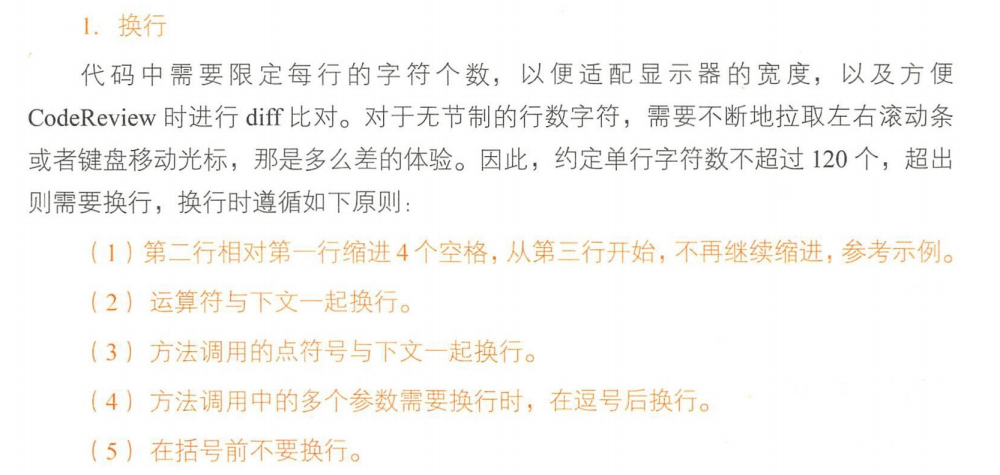 1. 换行
代码中需要限定每行的字符个数，以便适配显示器的宽度，以及方便
CodeReview 时进行 diff 比对。对于无节制的行数字符，需要不断地拉取左右滚动条
或者键盘移动光标，那是多么差的体验。因此，约定单行字符数不超过 120 个，超出
则需要换行，换行时遵循如下原则：
（1）第二行相对第一行缩进 4 个空格，从第三行开始，不再继续缩进，参考示例。
（2）运算符与下文一起换行。
（3）方法调用的点符号与下文一起换行。
（4）方法调用中的多个参数需要换行时，在逗号后换行。
（5）在括号前不要换行。